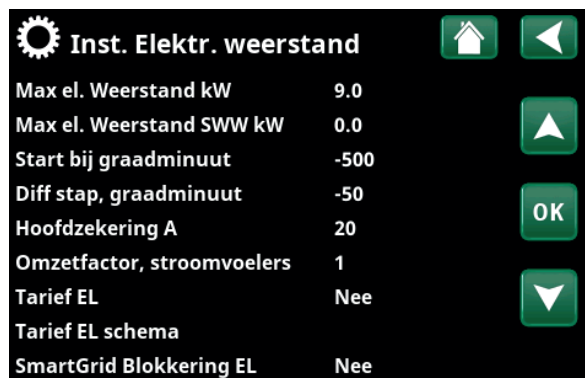 Inst. Elektr. weerstand
Max el. Weerstand kW 9.0
Max el. Weerstand SWW kW 0.0
Start bij graadminuut -500
Diff stap, graadminuut -50
Hoofdzekering A 20
Omzetfactor, stroomvoelers 1
Tarief EL Nee
Tarief EL schema
SmartGrid Blokkering EL Nee
OK